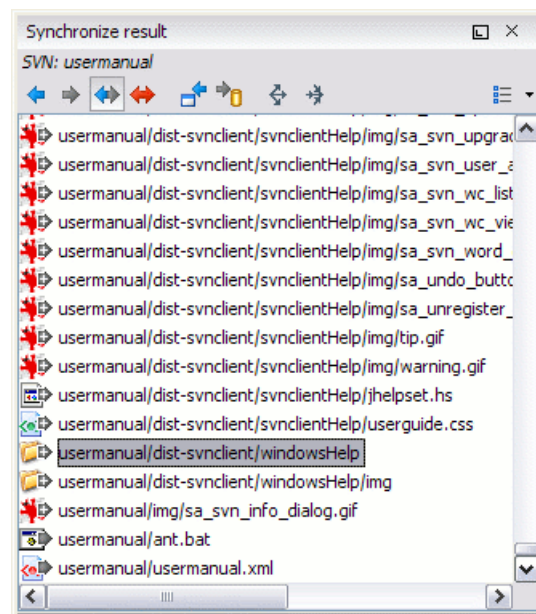 Synchronize result
SVN: usermanual
usermanual/dist-svnclient/svnclientHelp/img/sa_svn_upgrad
usermanual/dist-svnclient/svnclientHelp/img/sa_svn_user_a
usermanual/dist-svnclient/svnclientHelp/img/sa_svn_wc_list
usermanual/dist-svnclient/svnclientHelp/img/sa_svn_wc_vie
usermanual/dist-svnclient/svnclientHelp/img/sa_svn_word_
usermanual/dist-svnclient/svnclientHelp/img/sa_undo_butto
usermanual/dist-svnclient/svnclientHelp/img/sa_unregister_
usermanual/dist-svnclient/svnclientHelp/img/tip.gif
usermanual/dist-svnclient/svnclientHelp/img/warning.gif
usermanual/dist-svnclient/svnclientHelp/jhelpset.hs
usermanual/dist-svnclient/svnclientHelp/userguide.css
usermanual/dist-svnclient/windowsHelp
usermanual/dist-svnclient/windowsHelp/img
usermanual/img/sa_svn_info_dialog.gif
usermanual/ant.bat
usermanual/usermanual.xml